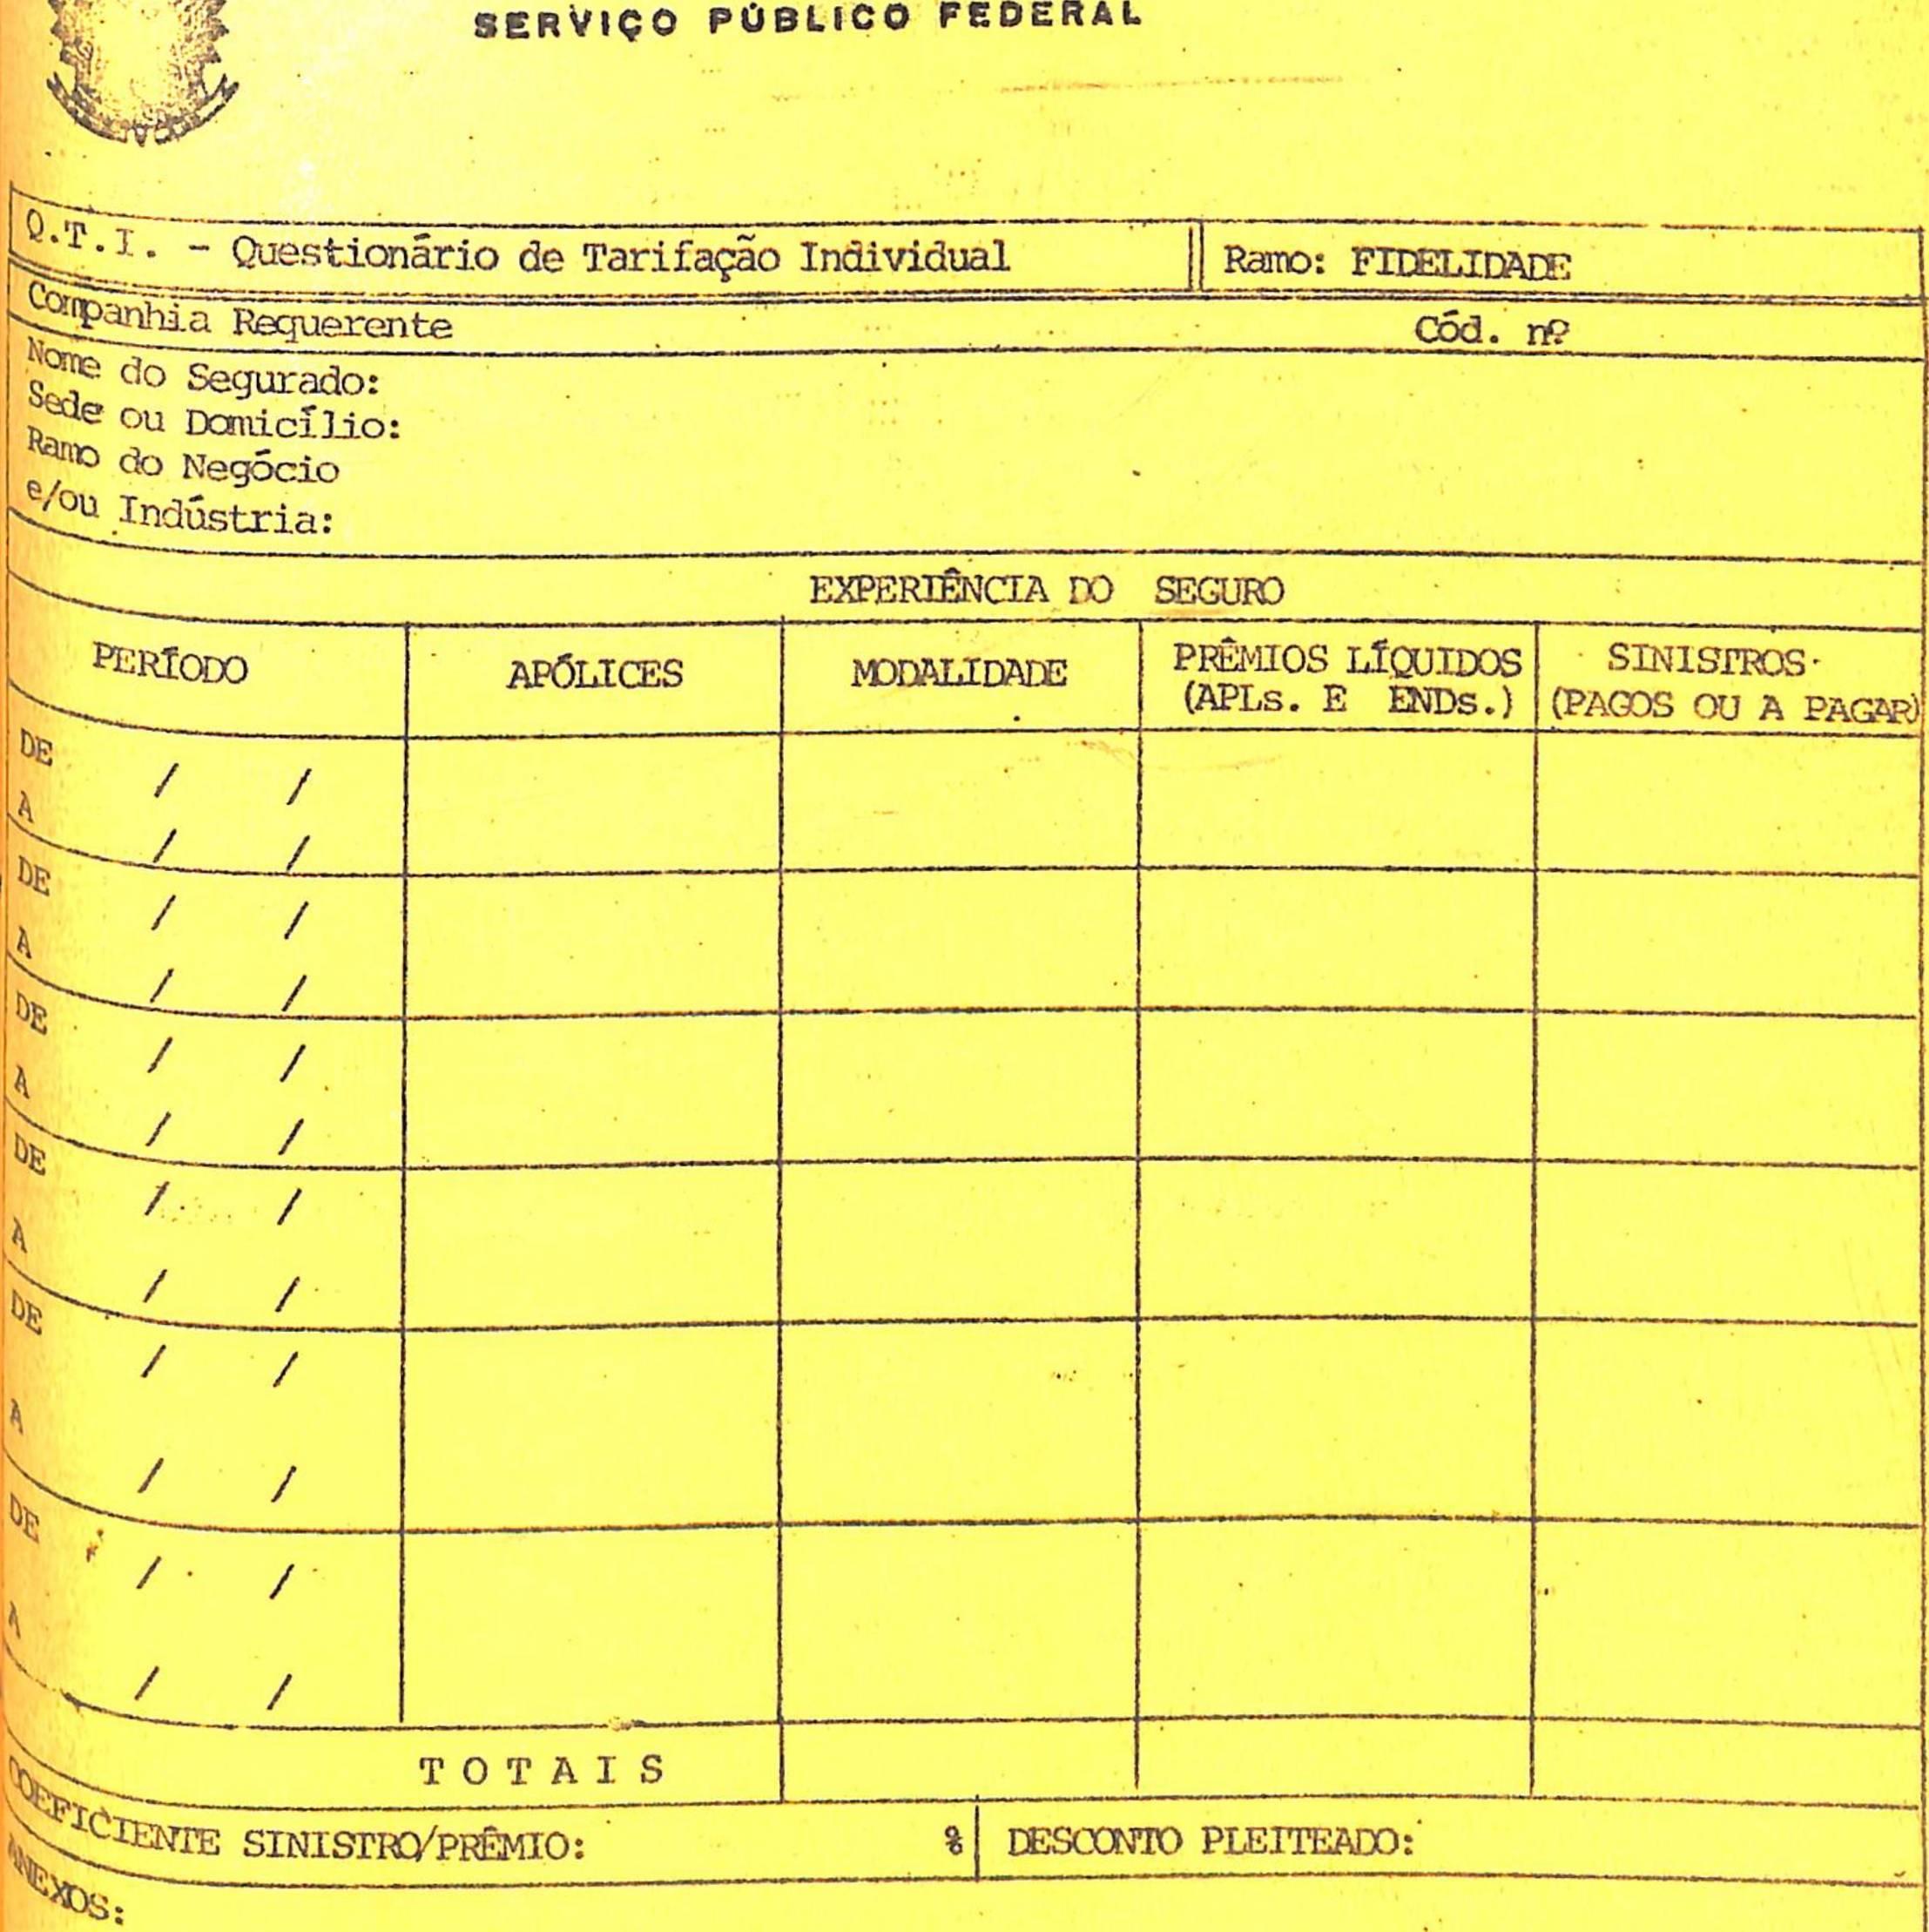 SERVIÇO PÚBLICO FEDERAL
Q.T.I. - Questionário de Tarifação Individual Ramo: FIDELIDADE
Companhia Requerente Cód. nº
Nome do Segurado:
Sede ou Domicílio:
Ramo do Negócio
e/ou Indústria:
EXPERIÊNCIA DO SEGURO
PERÍODO APÓLICES MODALIDADE PRÊMIOS LÍQUIDOS (APLs. E ENDs.) SINISTROS (PAGOS OU A PAGAR)
DE / /
A / /
DE / /
A / /
DE / /
A / /
DE / /
A / /
DE / /
A / /
DE / /
A / /
T O T A I S
COEFICIENTE SINISTRO/PRÊMIO: % DESCONTO PLEITEADO:
ANEXOS: